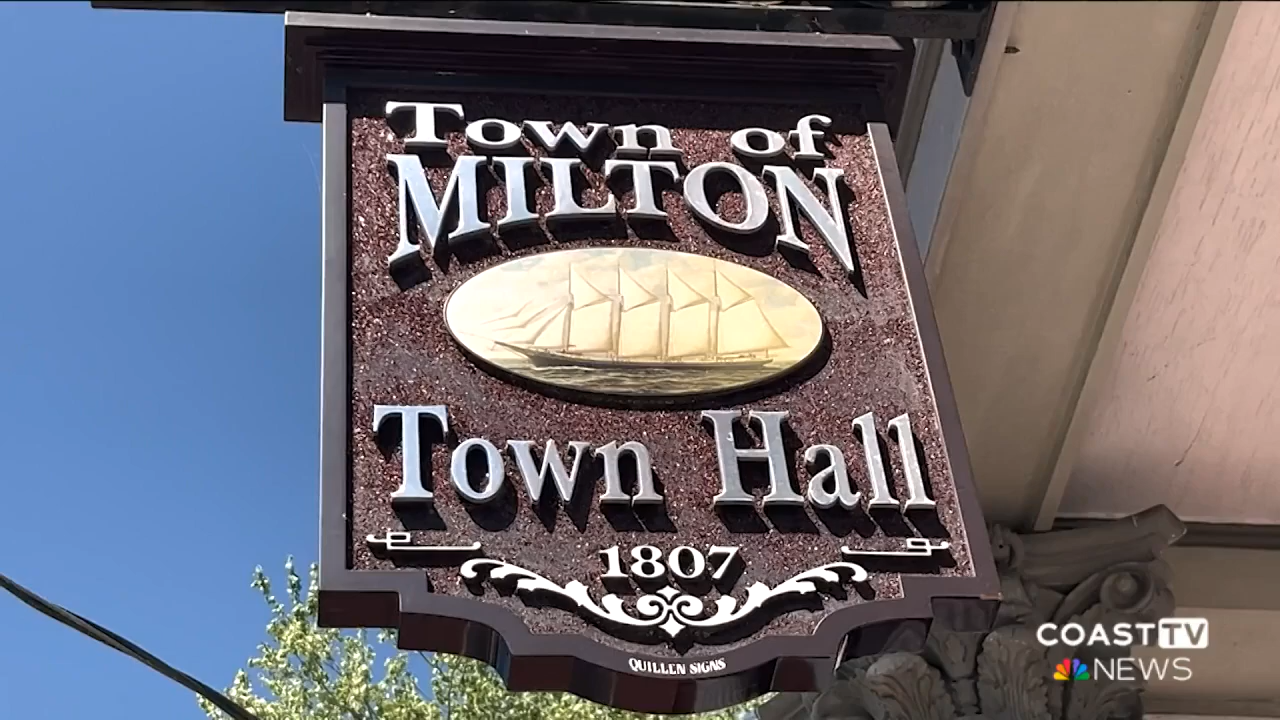 Town of
MILTON
Town Hall
1807
QUILLEN SIGNS
COAST TV
NEWS